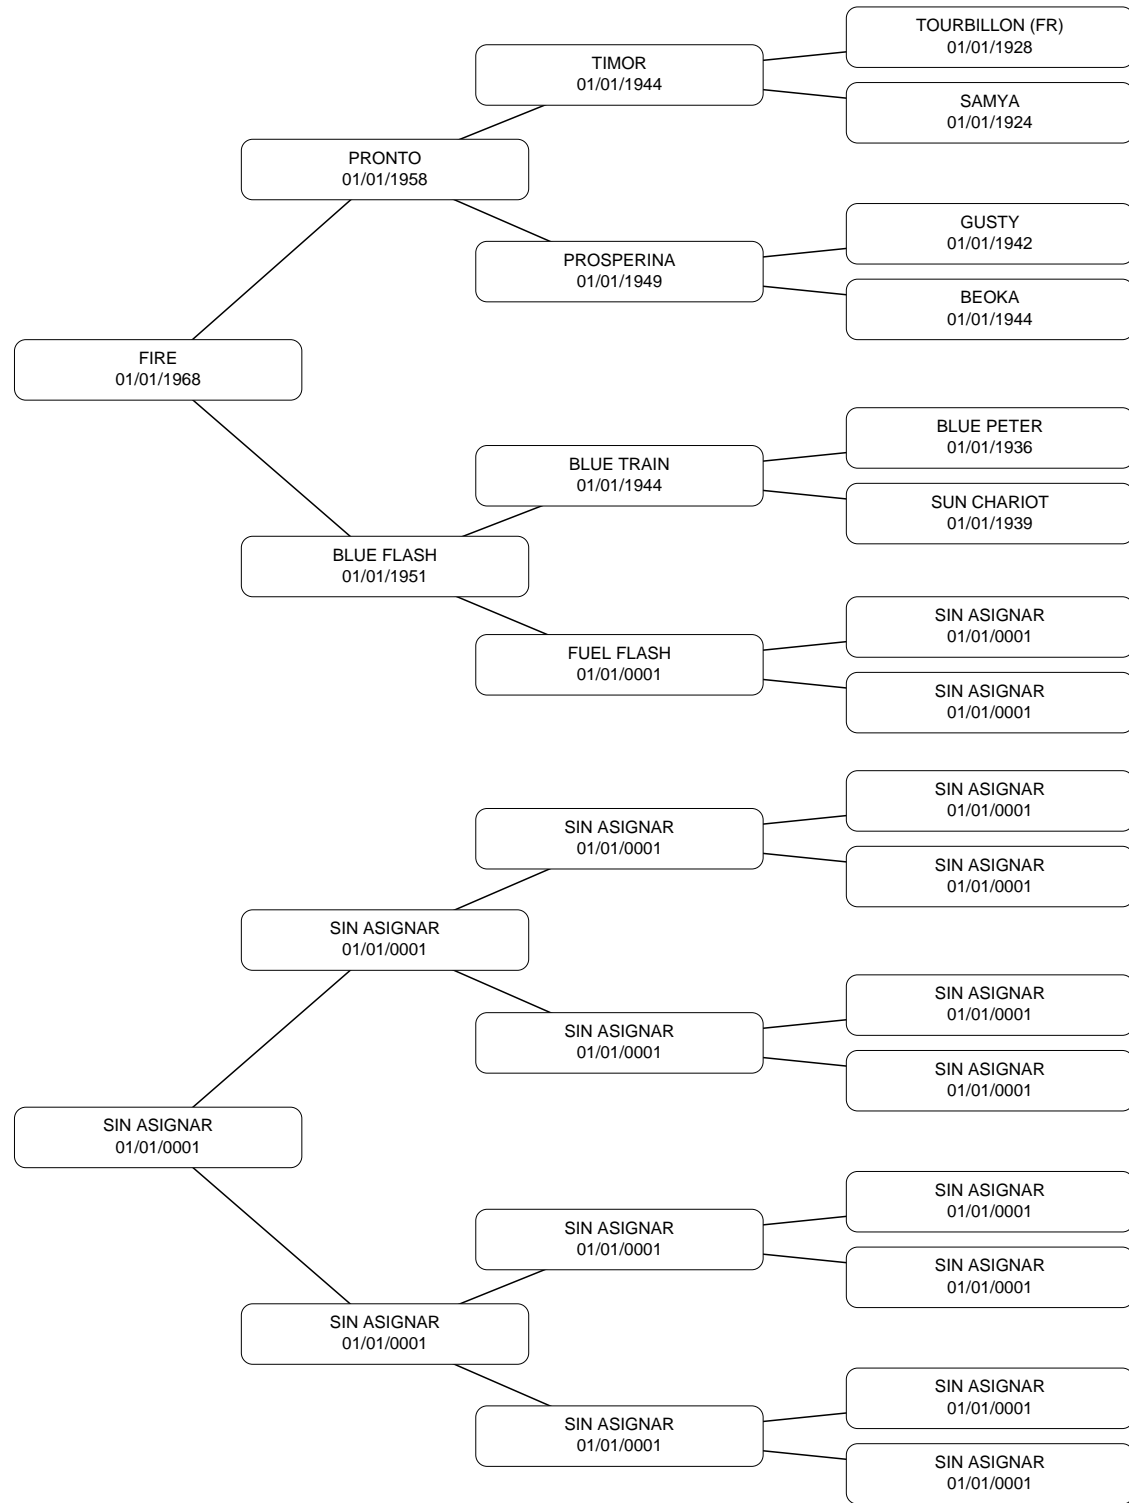 TOURBILLON (FR)
01/01/1928
TIMOR
01/01/1944
SAMYA
01/01/1924
PRONTO
01/01/1958
GUSTY
01/01/1942
PROSPERINA
01/01/1949
BEOKA
01/01/1944
FIRE
01/01/1968
BLUE PETER
01/01/1936
BLUE TRAIN
01/01/1944
SUN CHARIOT
01/01/1939
BLUE FLASH
01/01/1951
SIN ASIGNAR
01/01/0001
FUEL FLASH
01/01/0001
SIN ASIGNAR
01/01/0001
SIN ASIGNAR
01/01/0001
SIN ASIGNAR
01/01/0001
SIN ASIGNAR
01/01/0001
SIN ASIGNAR
01/01/0001
SIN ASIGNAR
01/01/0001
SIN ASIGNAR
01/01/0001
SIN ASIGNAR
01/01/0001
SIN ASIGNAR
01/01/0001
SIN ASIGNAR
01/01/0001
SIN ASIGNAR
01/01/0001
SIN ASIGNAR
01/01/0001
SIN ASIGNAR
01/01/0001
SIN ASIGNAR
01/01/0001
SIN ASIGNAR
01/01/0001
SIN ASIGNAR
01/01/0001